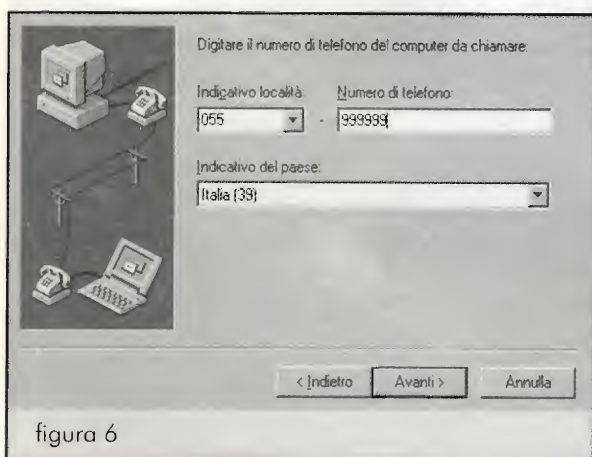 Digitare il numero di telefono del computer da chiamare:
Indicativo località: Numero di telefono:
055 - 999999
Indicativo del paese:
Italia (39)
< Indietro Avanti > Annulla
figura 6